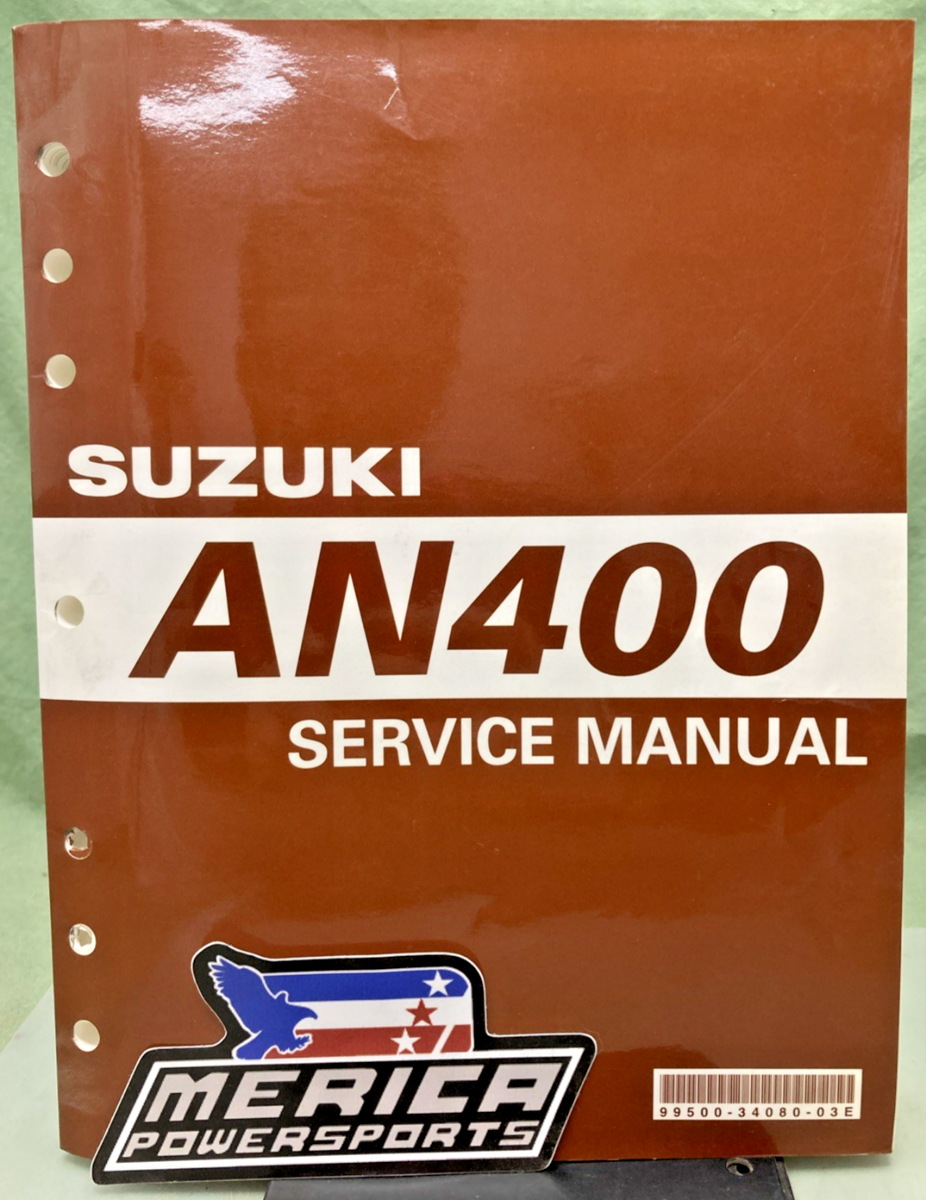 SUZUKI
AN400
SERVICE MANUAL
MERICA
POWERSPORTS
99500-34080-03E